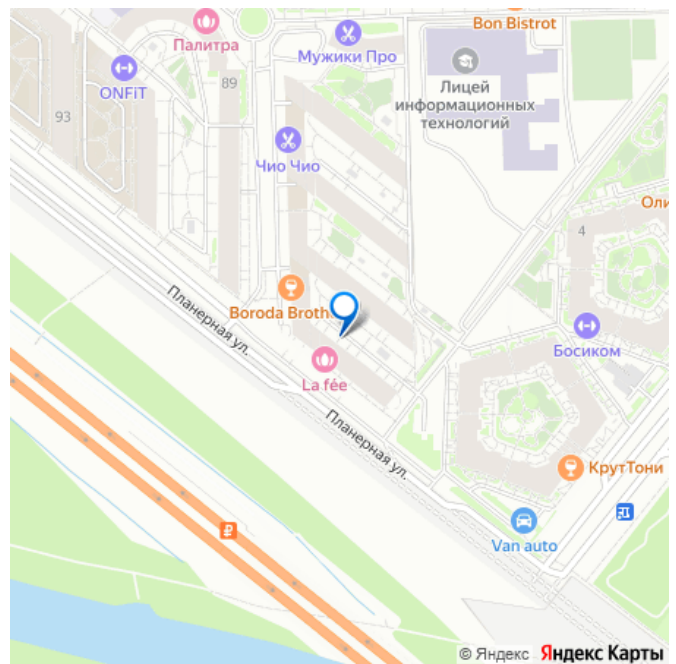 Bon Bistrot
Палитра
Мужики Про
ONFiT
89
Лицей
информационных
технологий
93
Чио Чио
Оли
4
Планерная ул.
Boroda Broth
Босиком
La fée
Планерная ул.
КрутТони
₽
Van auto
© Яндекс Яндекс Карты